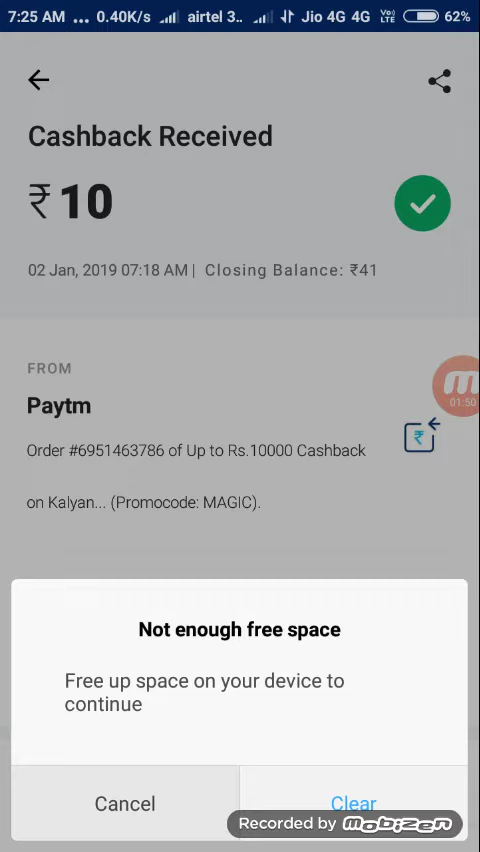 7:25 AM ... 0.40K/s airtel 3.. Jio 4G 4G Vo) LTE 62%
Cashback Received
₹ 10
02 Jan, 2019 07:18 AM | Closing Balance: ₹41
FROM
Paytm
01:50
₹
Order #6951463786 of Up to Rs.10000 Cashback
on Kalyan... (Promocode: MAGIC).
Not enough free space
Free up space on your device to
continue
Cancel
Clear
Recorded by mobizen